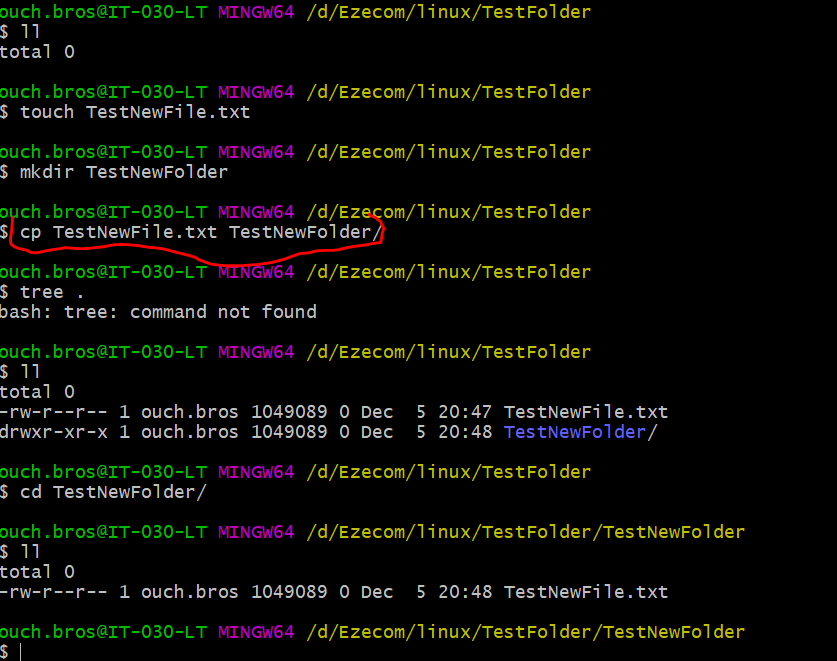 ouch.bros@IT-030-LT MINGW64 /d/Ezecom/linux/TestFolder
$ ll
total 0
ouch.bros@IT-030-LT MINGW64 /d/Ezecom/linux/TestFolder
$ touch TestNewFile.txt
ouch.bros@IT-030-LT MINGW64 /d/Ezecom/linux/TestFolder
$ mkdir TestNewFolder
ouch.bros@IT-030-LT MINGW64 /d/Ezecom/linux/TestFolder
$ cp TestNewFile.txt TestNewFolder/
ouch.bros@IT-030-LT MINGW64 /d/Ezecom/linux/TestFolder
$ tree .
bash: tree: command not found
ouch.bros@IT-030-LT MINGW64 /d/Ezecom/linux/TestFolder
$ ll
total 0
-rw-r--r-- 1 ouch.bros 1049089 0 Dec  5 20:47 TestNewFile.txt
drwxr-xr-x 1 ouch.bros 1049089 0 Dec  5 20:48 TestNewFolder/
ouch.bros@IT-030-LT MINGW64 /d/Ezecom/linux/TestFolder
$ cd TestNewFolder/
ouch.bros@IT-030-LT MINGW64 /d/Ezecom/linux/TestFolder/TestNewFolder
$ ll
total 0
-rw-r--r-- 1 ouch.bros 1049089 0 Dec  5 20:48 TestNewFile.txt
ouch.bros@IT-030-LT MINGW64 /d/Ezecom/linux/TestFolder/TestNewFolder
$